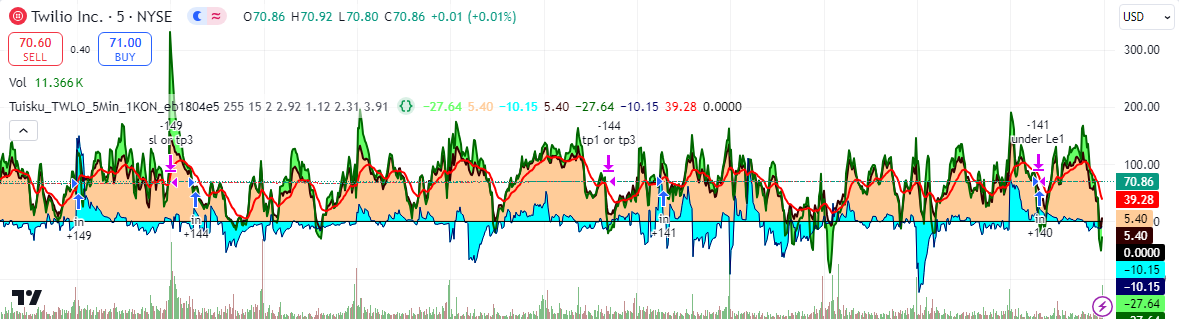 Twilio Inc. · 5 · NYSE O70.86 H70.92 L70.80 C70.86 +0.01 (+0.01%)
USD
70.60 SELL
0.40
71.00 BUY
Vol 11.366 K
Tuisku_TWLO_5Min_1KON_eb1804e5 255 15 2 2.92 1.12 2.31 3.91 −27.64 5.40 −10.15 5.40 −27.64 −10.15 39.28 0.0000
-149
sl or tp3
-144
tp1 or tp3
-141
under Le1
in
+149
in
+144
in
+141
in
+140
300.00
200.00
100.00
70.86
39.28
5.40
0
5.40
0.0000
−10.15
−10.15
−27.64
−27.64